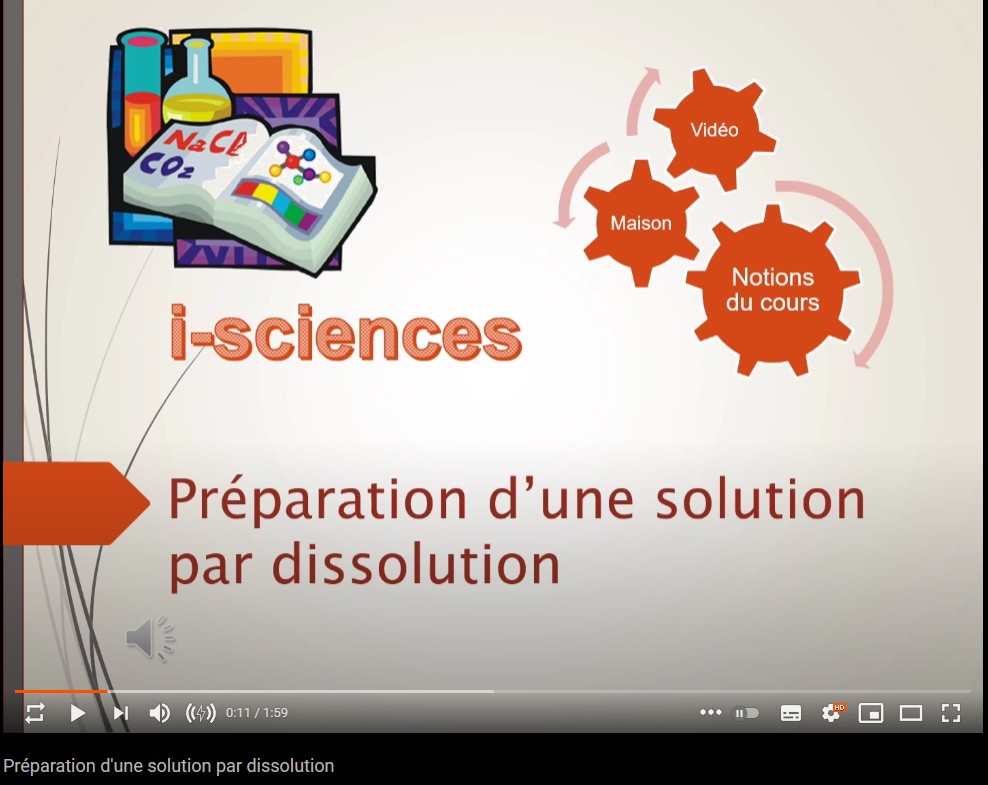 NaCl
CO2
Vidéo
Maison
Notions
du cours
i-sciences
Préparation d’une solution
par dissolution
0:11 / 1:59
HD
Préparation d'une solution par dissolution